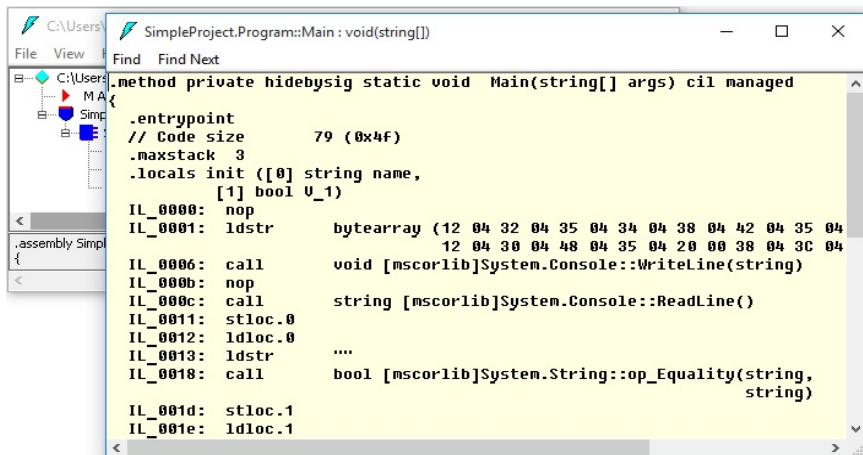 C:\Users\
File View
C:\Users
M A
Simp
.assembly Simpl
{
SimpleProject.Program::Main : void(string[])
Find Find Next
.method private hidebysig static void  Main(string[] args) cil managed
{
  .entrypoint
  // Code size       79 (0x4f)
  .maxstack  3
  .locals init ([0] string name,
           [1] bool V_1)
  IL_0000:  nop
  IL_0001:  ldstr      bytearray (12 04 32 04 35 04 34 04 38 04 42 04 35 04
                                  12 04 30 04 48 04 35 04 20 00 38 04 3C 04
  IL_0006:  call       void [mscorlib]System.Console::WriteLine(string)
  IL_000b:  nop
  IL_000c:  call       string [mscorlib]System.Console::ReadLine()
  IL_0011:  stloc.0
  IL_0012:  ldloc.0
  IL_0013:  ldstr      ....
  IL_0018:  call       bool [mscorlib]System.String::op_Equality(string,
                                                                 string)
  IL_001d:  stloc.1
  IL_001e:  ldloc.1